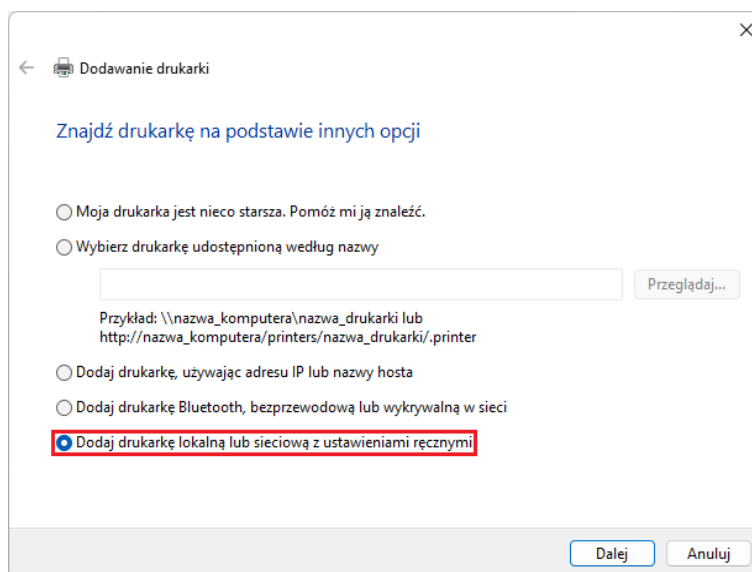 Dodawanie drukarki
Znajdź drukarkę na podstawie innych opcji
Moja drukarka jest nieco starsza. Pomóż mi ją znaleźć.
Wybierz drukarkę udostępnioną według nazwy
Przeglądaj...
Przykład: \\nazwa_komputera\nazwa_drukarki lub
http://nazwa_komputera/printers/nazwa_drukarki/.printer
Dodaj drukarkę, używając adresu IP lub nazwy hosta
Dodaj drukarkę Bluetooth, bezprzewodową lub wykrywalną w sieci
Dodaj drukarkę lokalną lub sieciową z ustawieniami ręcznymi
Dalej
Anuluj